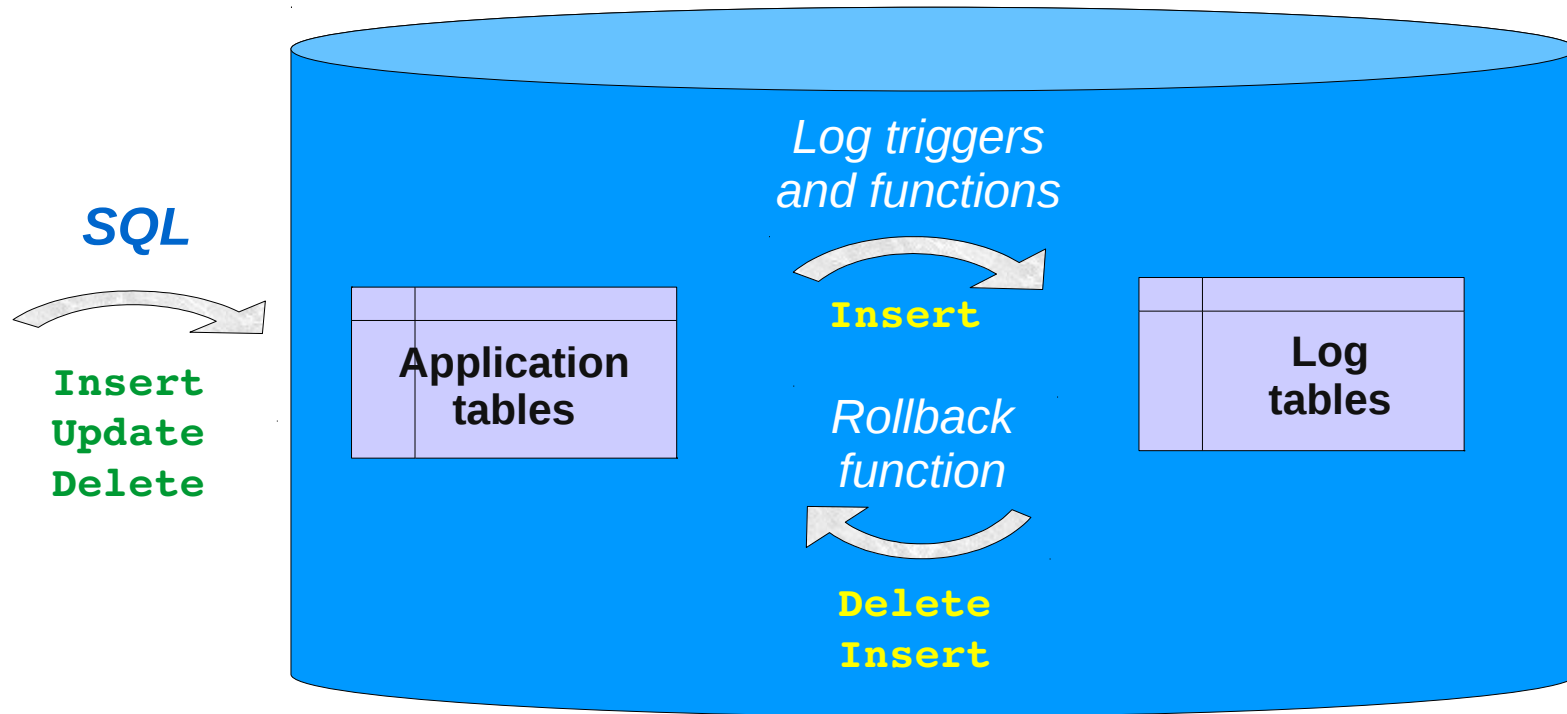 SQL
Insert
Update
Delete
Application
tables
Log triggers
and functions
Insert
Rollback
function
Delete
Insert
Log
tables